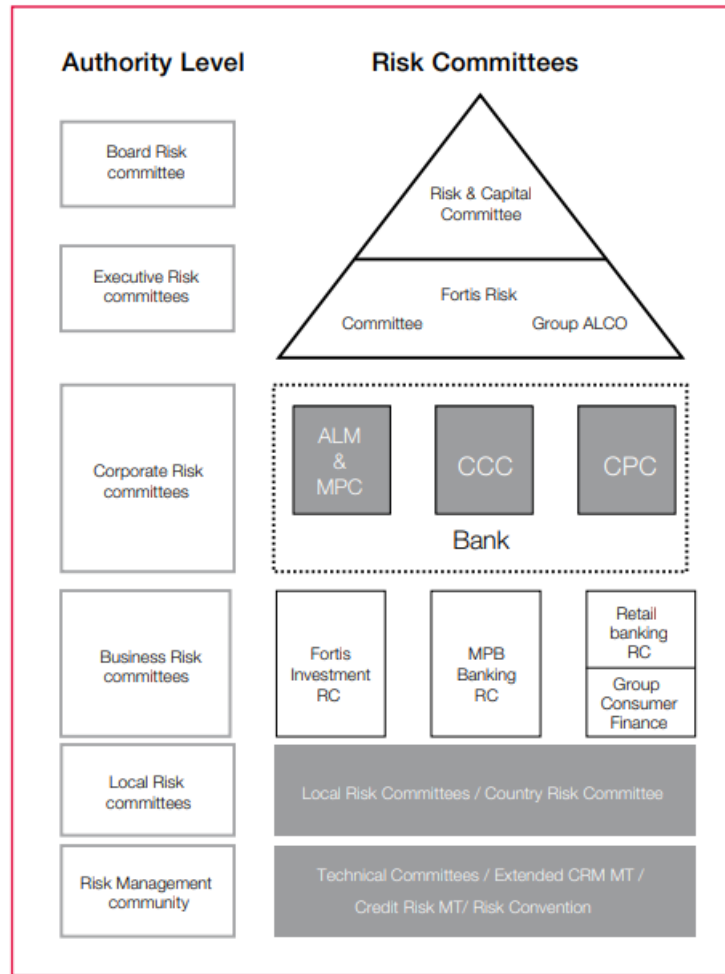 Authority Level
Risk Committees
Board Risk
committee
Risk & Capital
Committee
Executive Risk
committees
Fortis Risk
Committee
Group ALCO
Corporate Risk
committees
ALM
&
MPC
CCC
CPC
Bank
Business Risk
committees
Fortis
Investment
RC
MPB
Banking
RC
Retail
banking
RC
Group
Consumer
Finance
Local Risk
committees
Local Risk Committees / Country Risk Committee
Risk Management
community
Technical Committees / Extended CRM MT /
Credit Risk MT/ Risk Convention